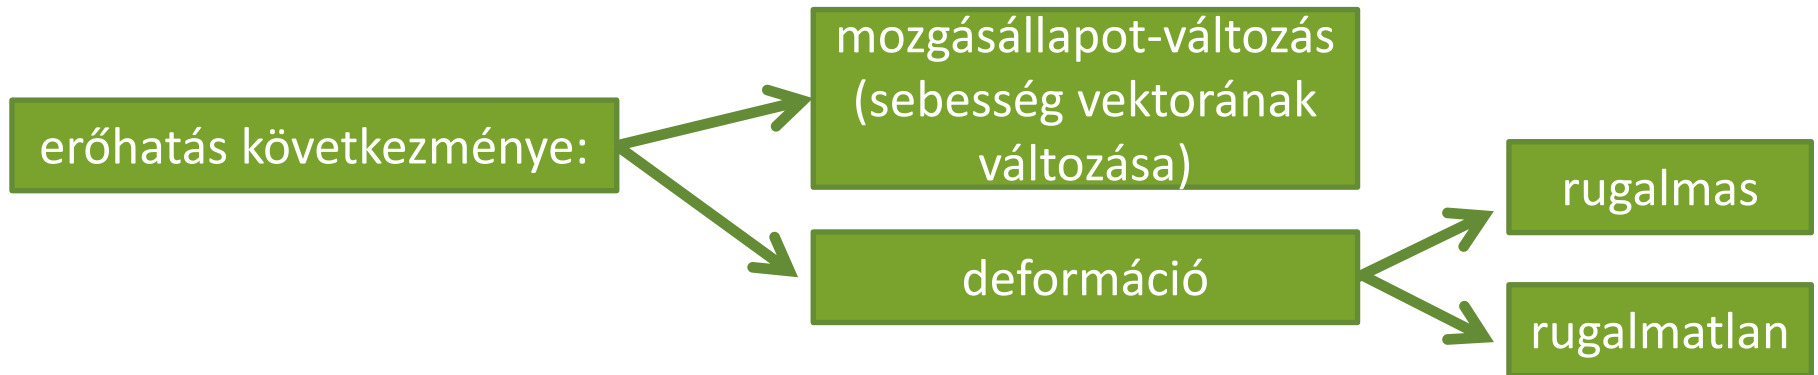 erőhatás következménye:
mozgásállapot-változás
(sebesség vektorának
változása)
deformáció
rugalmas
rugalmatlan